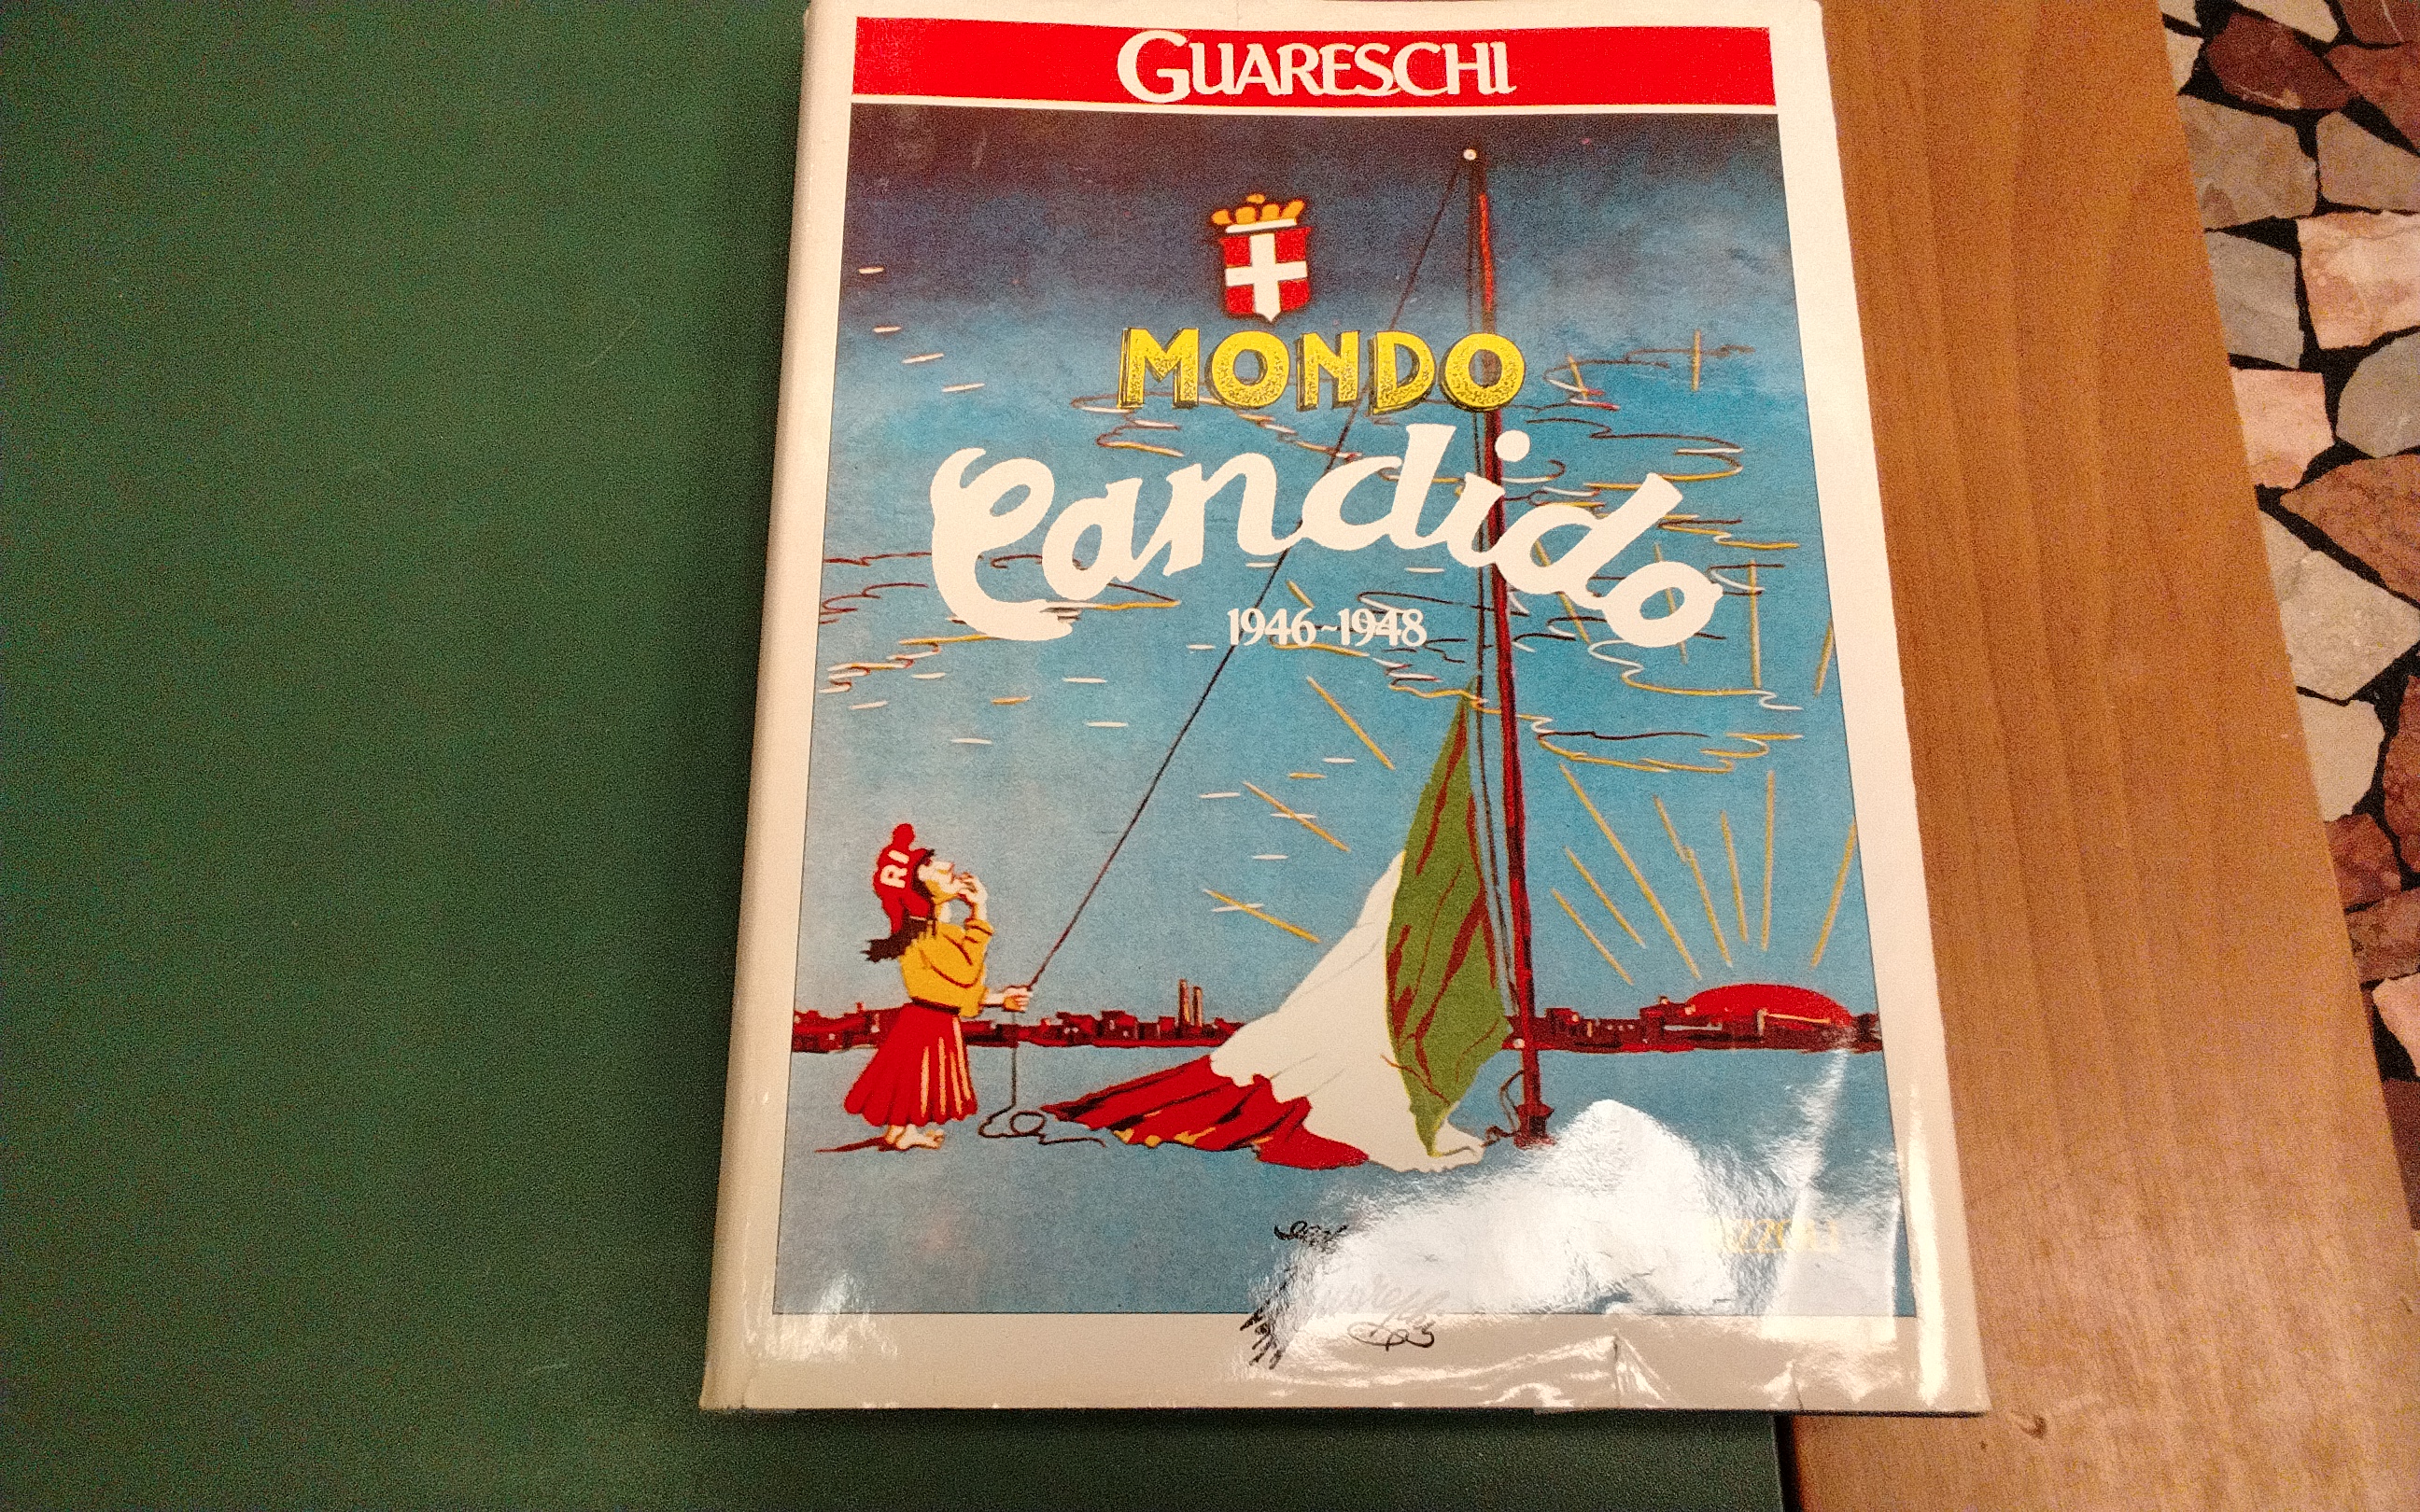 GUARESCHI
MONDO
Candido
1946-1948
RI